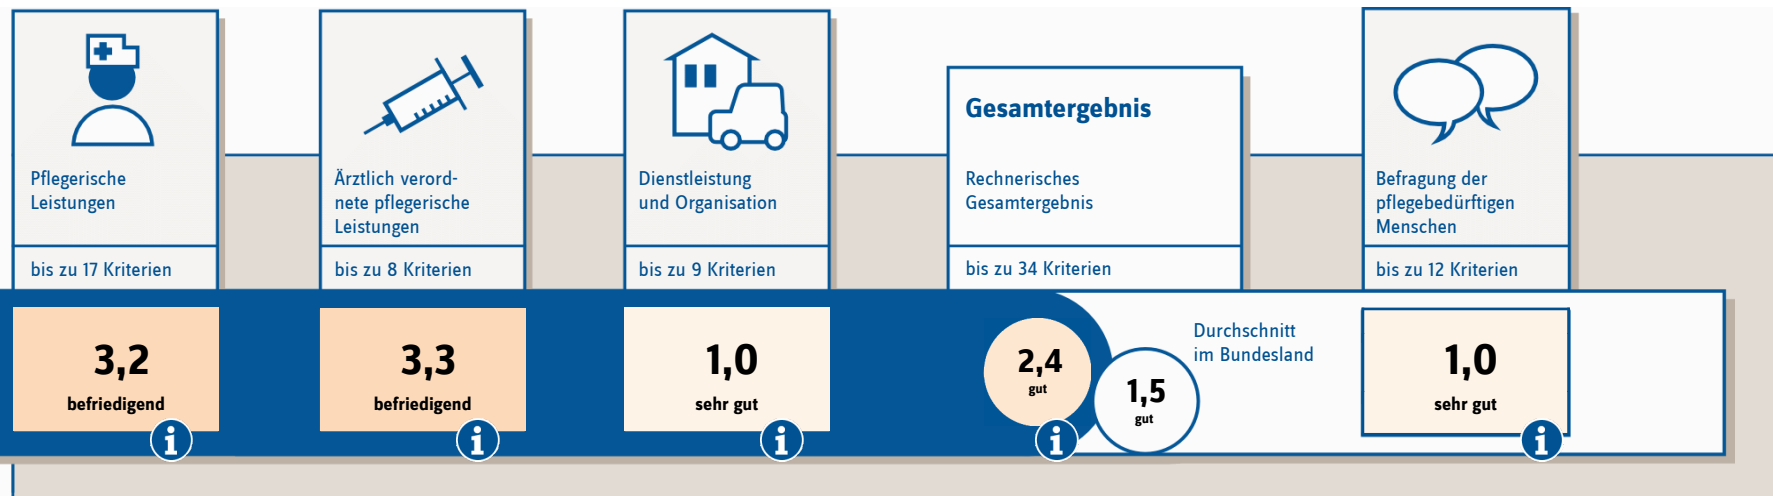 Pflegerische
Leistungen
bis zu 17 Kriterien
3,2
befriedigend
Ärztlich verord-
nete pflegerische
Leistungen
bis zu 8 Kriterien
3,3
befriedigend
Dienstleistung
und Organisation
bis zu 9 Kriterien
1,0
sehr gut
Gesamtergebnis
Rechnerisches
Gesamtergebnis
bis zu 34 Kriterien
2,4
gut
1,5
gut
Durchschnitt
im Bundesland
Befragung der
pflegebedürftigen
Menschen
bis zu 12 Kriterien
1,0
sehr gut